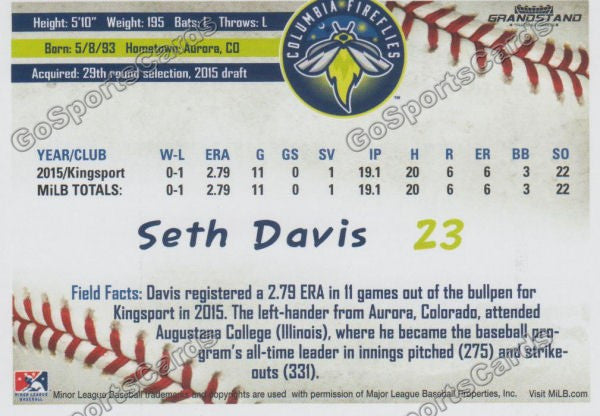 Height: 5'10" Weight: 195 Bats: L Throws: L
Born: 5/8/93 Hometown: Aurora, CO
Acquired: 29th round selection, 2015 draft
COLUMBIA FIREFLIES
GRANDSTAND
YEAR/CLUB W-L ERA G GS SV IP H R ER BB SO
2015/Kingsport 0-1 2.79 11 0 1 19.1 20 6 6 3 22
MiLB TOTALS: 0-1 2.79 11 0 1 19.1 20 6 6 3 22
Seth Davis 23
Field Facts: Davis registered a 2.79 ERA in 11 games out of the bullpen for
Kingsport in 2015. The left-hander from Aurora, Colorado, attended
Augustana College (Illinois), where he became the baseball pro-
gram's all-time leader in innings pitched (275) and strike-
outs (331).
MINOR LEAGUE
BASEBALL
Minor League Baseball trademarks and copyrights are used with permission of Major League Baseball Properties, Inc. Visit MiLB.com
GoSportsCards
GoSportsCards
GoSportsCards
GoSportsCards